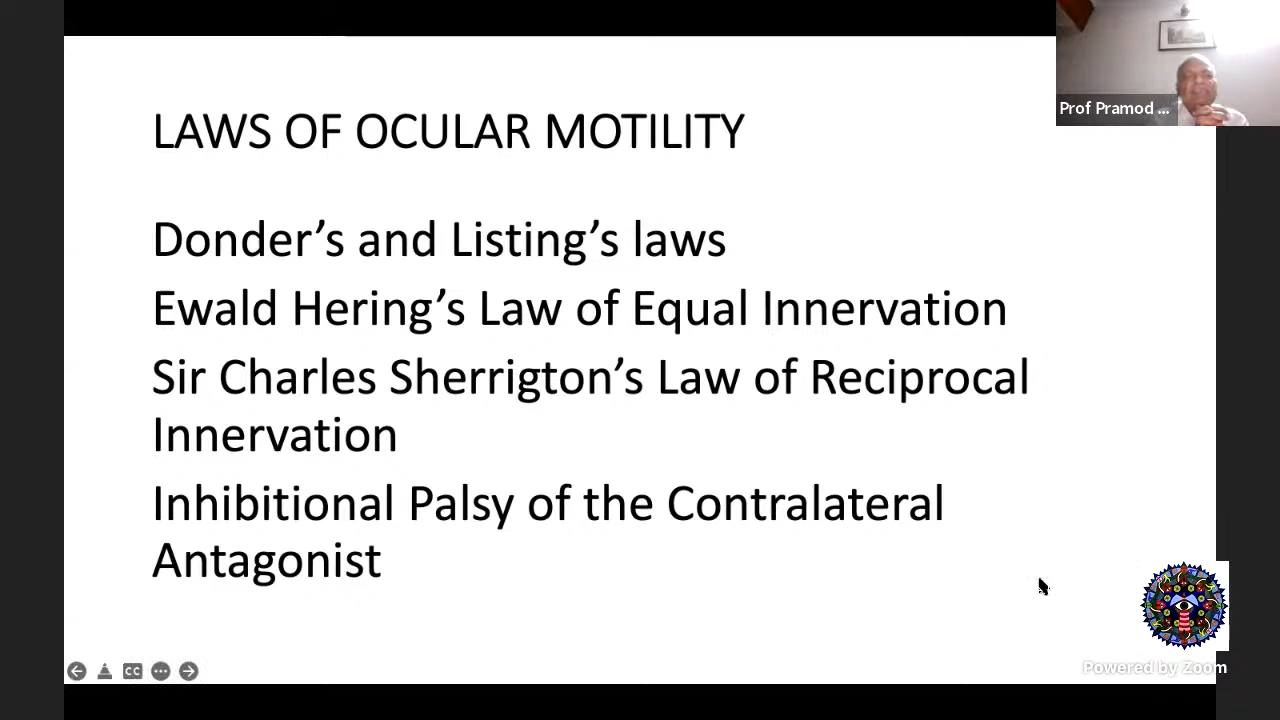 Prof Pramod ...
LAWS OF OCULAR MOTILITY
Donder’s and Listing’s laws
Ewald Hering’s Law of Equal Innervation
Sir Charles Sherrigton’s Law of Reciprocal
Innervation
Inhibitional Palsy of the Contralateral
Antagonist
CC
Powered by Zoom